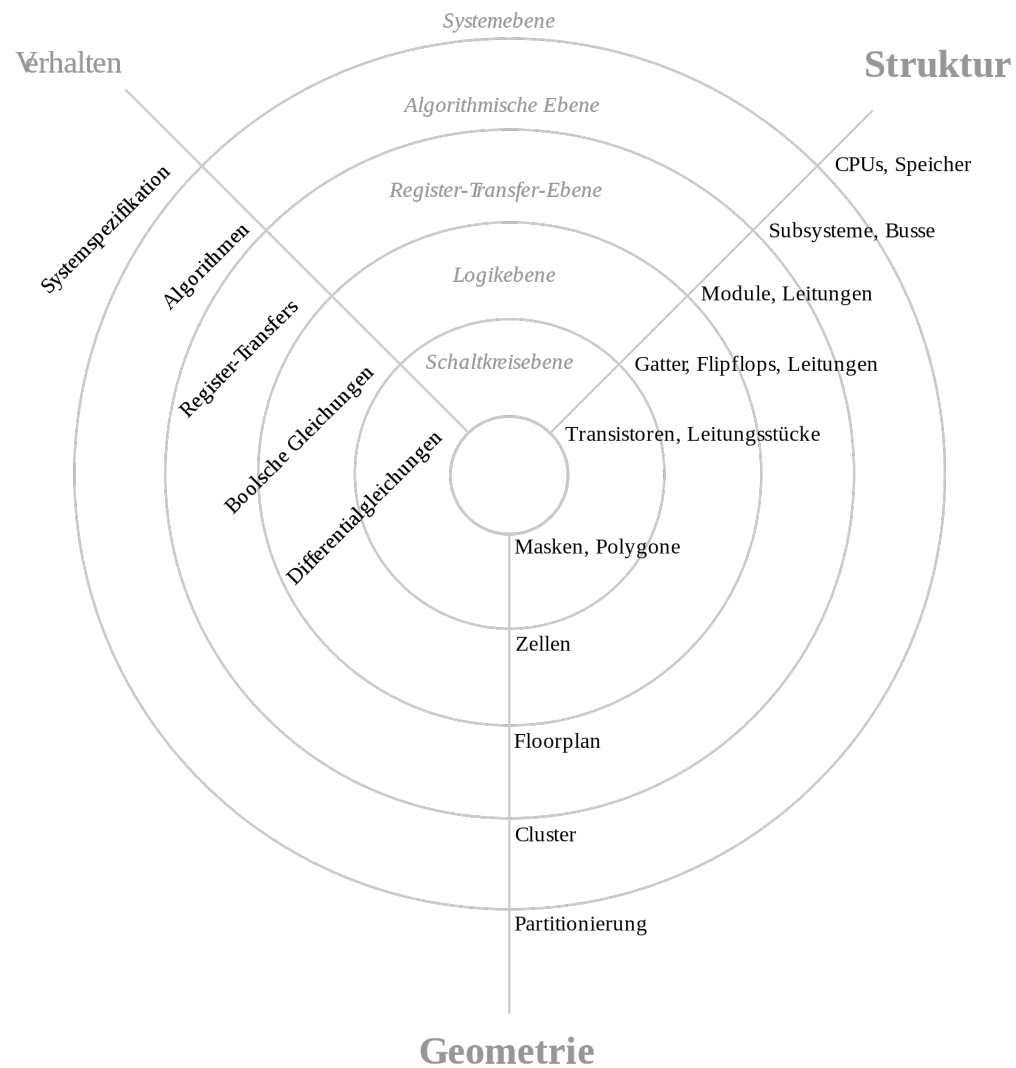 Systemebene
Verhalten
Struktur
Algorithmische Ebene
CPUs, Speicher
Systemspezifikation
Register-Transfer-Ebene
Algorithmen
Subsysteme, Busse
Logikebene
Module, Leitungen
Register-Transfers
Schaltkreisebene
Gatter, Flipflops, Leitungen
Boolsche Gleichungen
Transistoren, Leitungsstücke
Differentialgleichungen
Masken, Polygone
Zellen
Floorplan
Cluster
Partitionierung
Geometrie